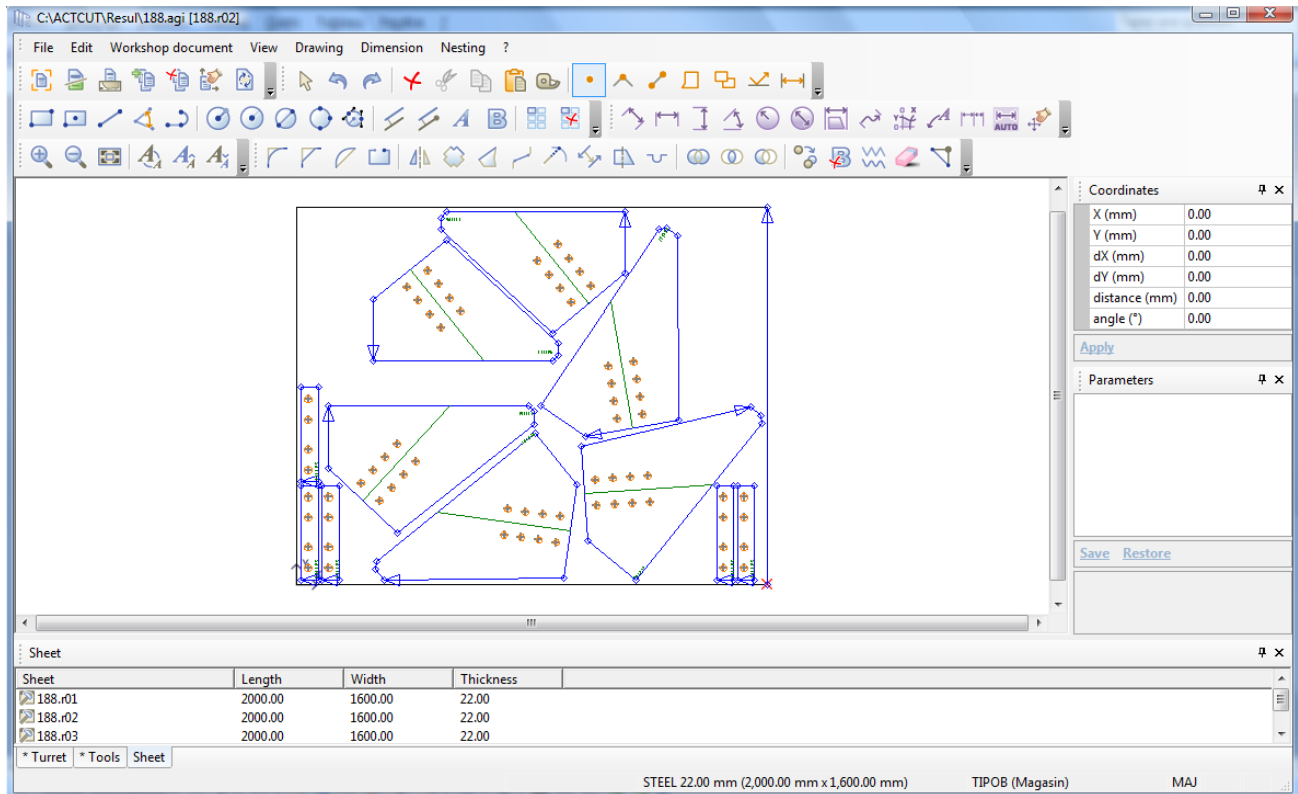 C:\ACTCUT\Resul\188.agi [188.r02]
File Edit Workshop document View Drawing Dimension Nesting ?
A B
AUTO
Coordinates
X (mm) 0.00
Y (mm) 0.00
dX (mm) 0.00
dY (mm) 0.00
distance (mm) 0.00
angle (°) 0.00
Apply
Parameters
Save Restore
Sheet
Sheet Length Width Thickness
188.r01 2000.00 1600.00 22.00
188.r02 2000.00 1600.00 22.00
188.r03 2000.00 1600.00 22.00
* Turret * Tools Sheet
STEEL 22.00 mm (2,000.00 mm x 1,600.00 mm) TIPOB (Magasin) MAJ